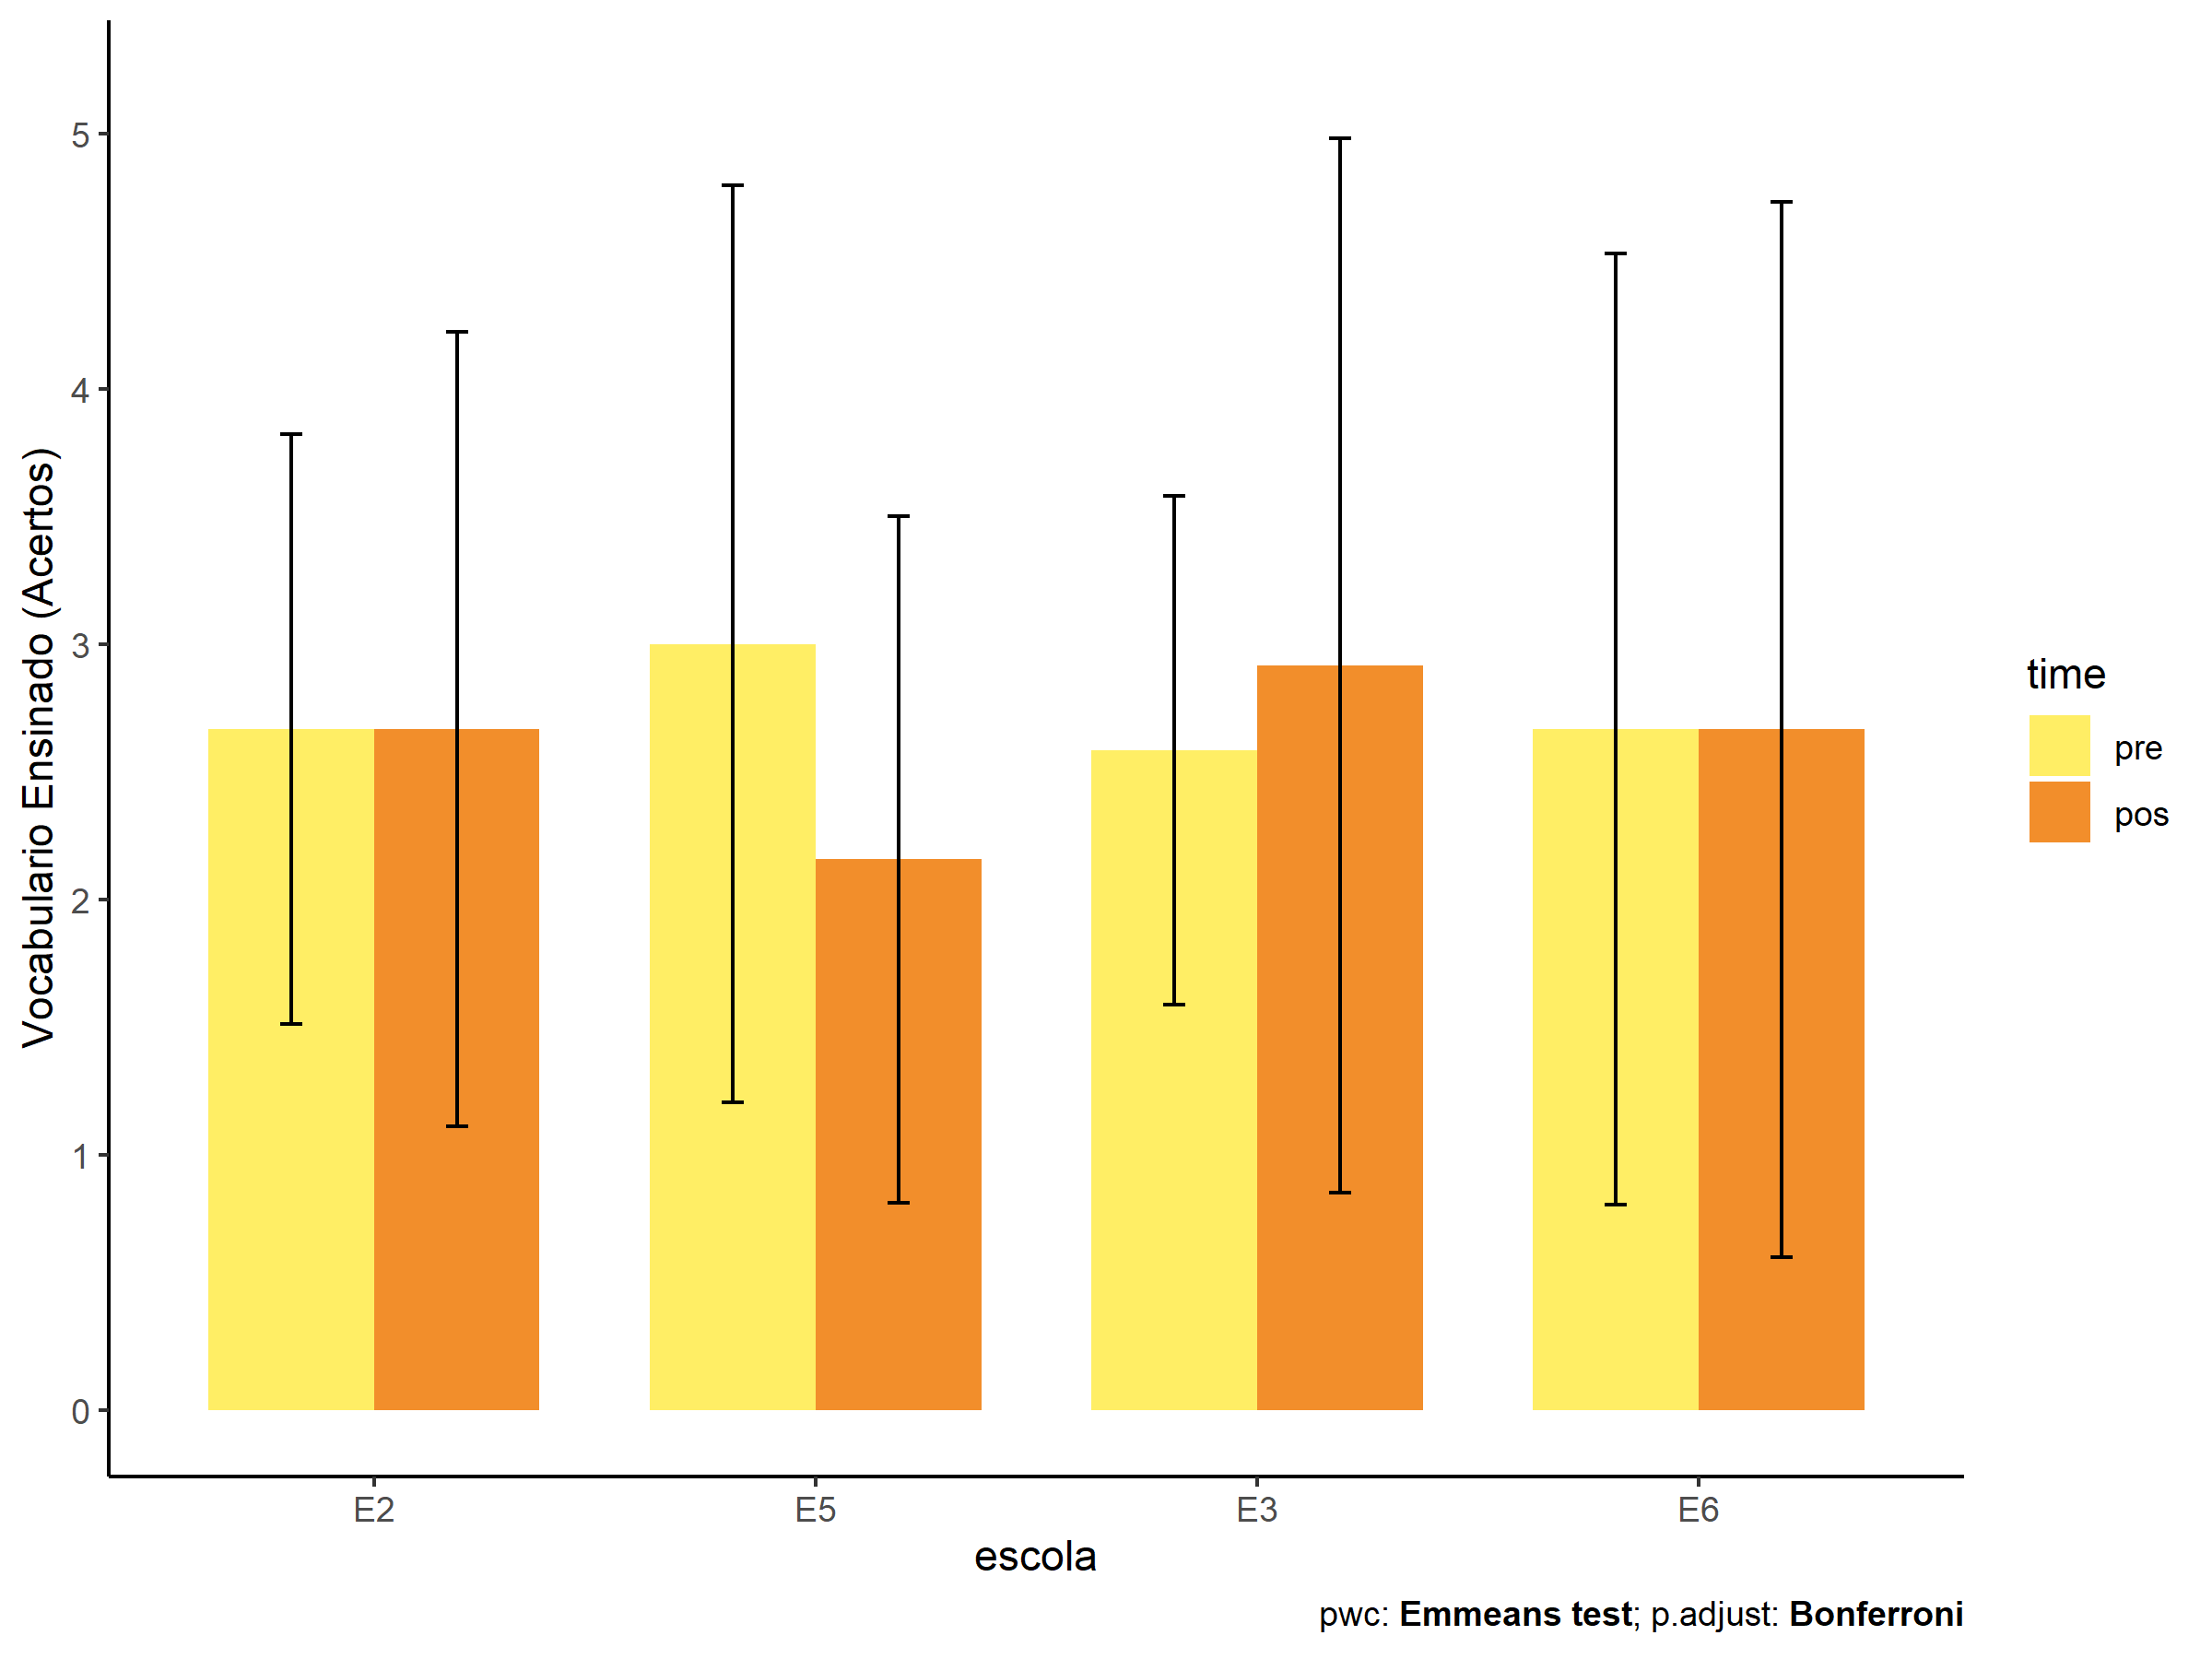 Vocabulario Ensinado (Acertos)
5
4
3
2
1
0
E2 E5 E3 E6
escola
time
pre
pos
pwc: Emmeans test; p.adjust: Bonferroni